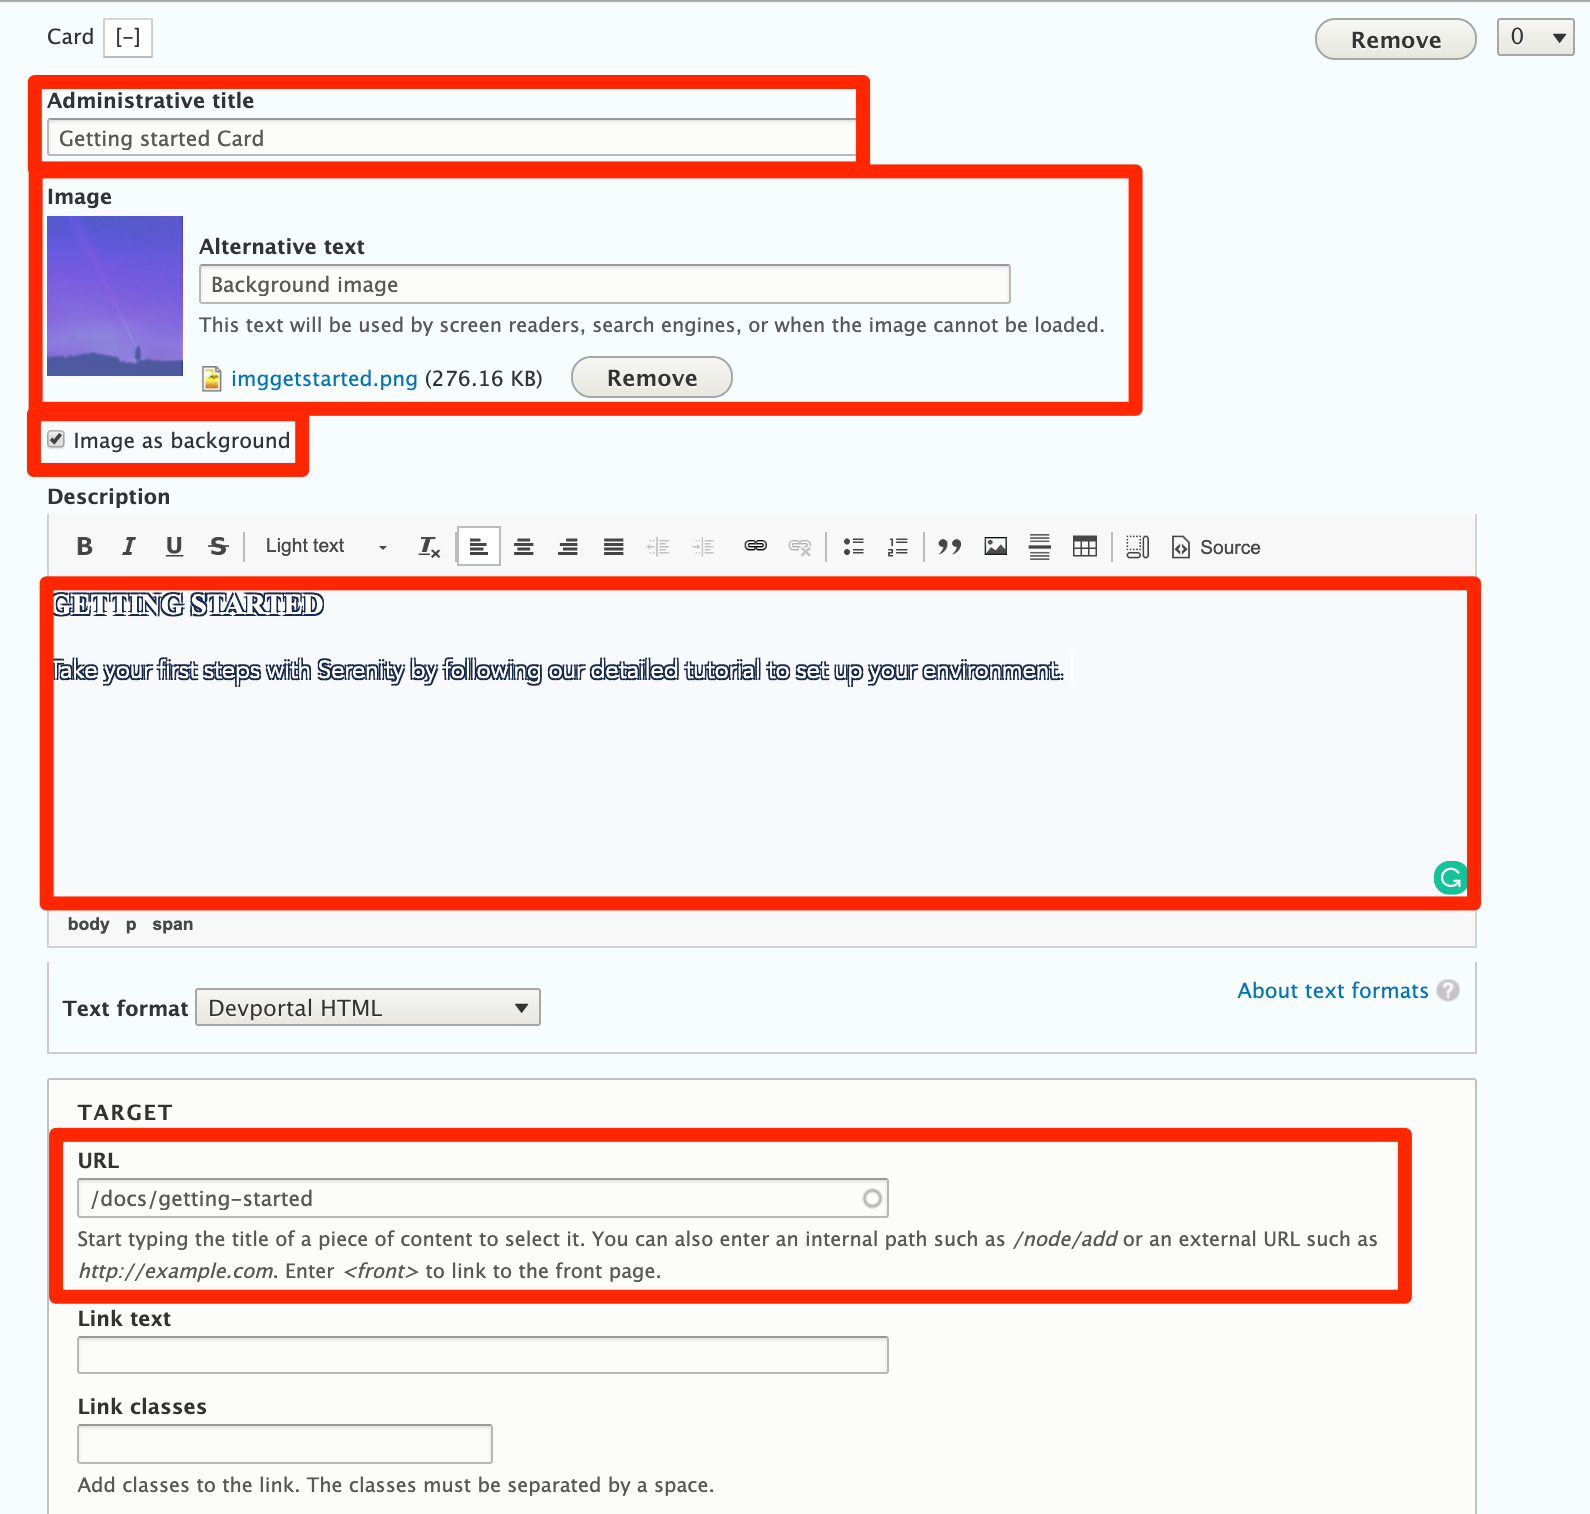 Card [-] Remove 0
Administrative title
Getting started Card
Image
Alternative text
Background image
This text will be used by screen readers, search engines, or when the image cannot be loaded.
imggetstarted.png (276.16 KB) Remove
Image as background
Description
B I U S Light text Tx Source
GETTING STARTED
Take your first steps with Serenity by following our detailed tutorial to set up your environment.
body p span
About text formats ?
Text format Devportal HTML
TARGET
URL
/docs/getting-started
Start typing the title of a piece of content to select it. You can also enter an internal path such as /node/add or an external URL such as
http://example.com. Enter <front> to link to the front page.
Link text
Link classes
Add classes to the link. The classes must be separated by a space.